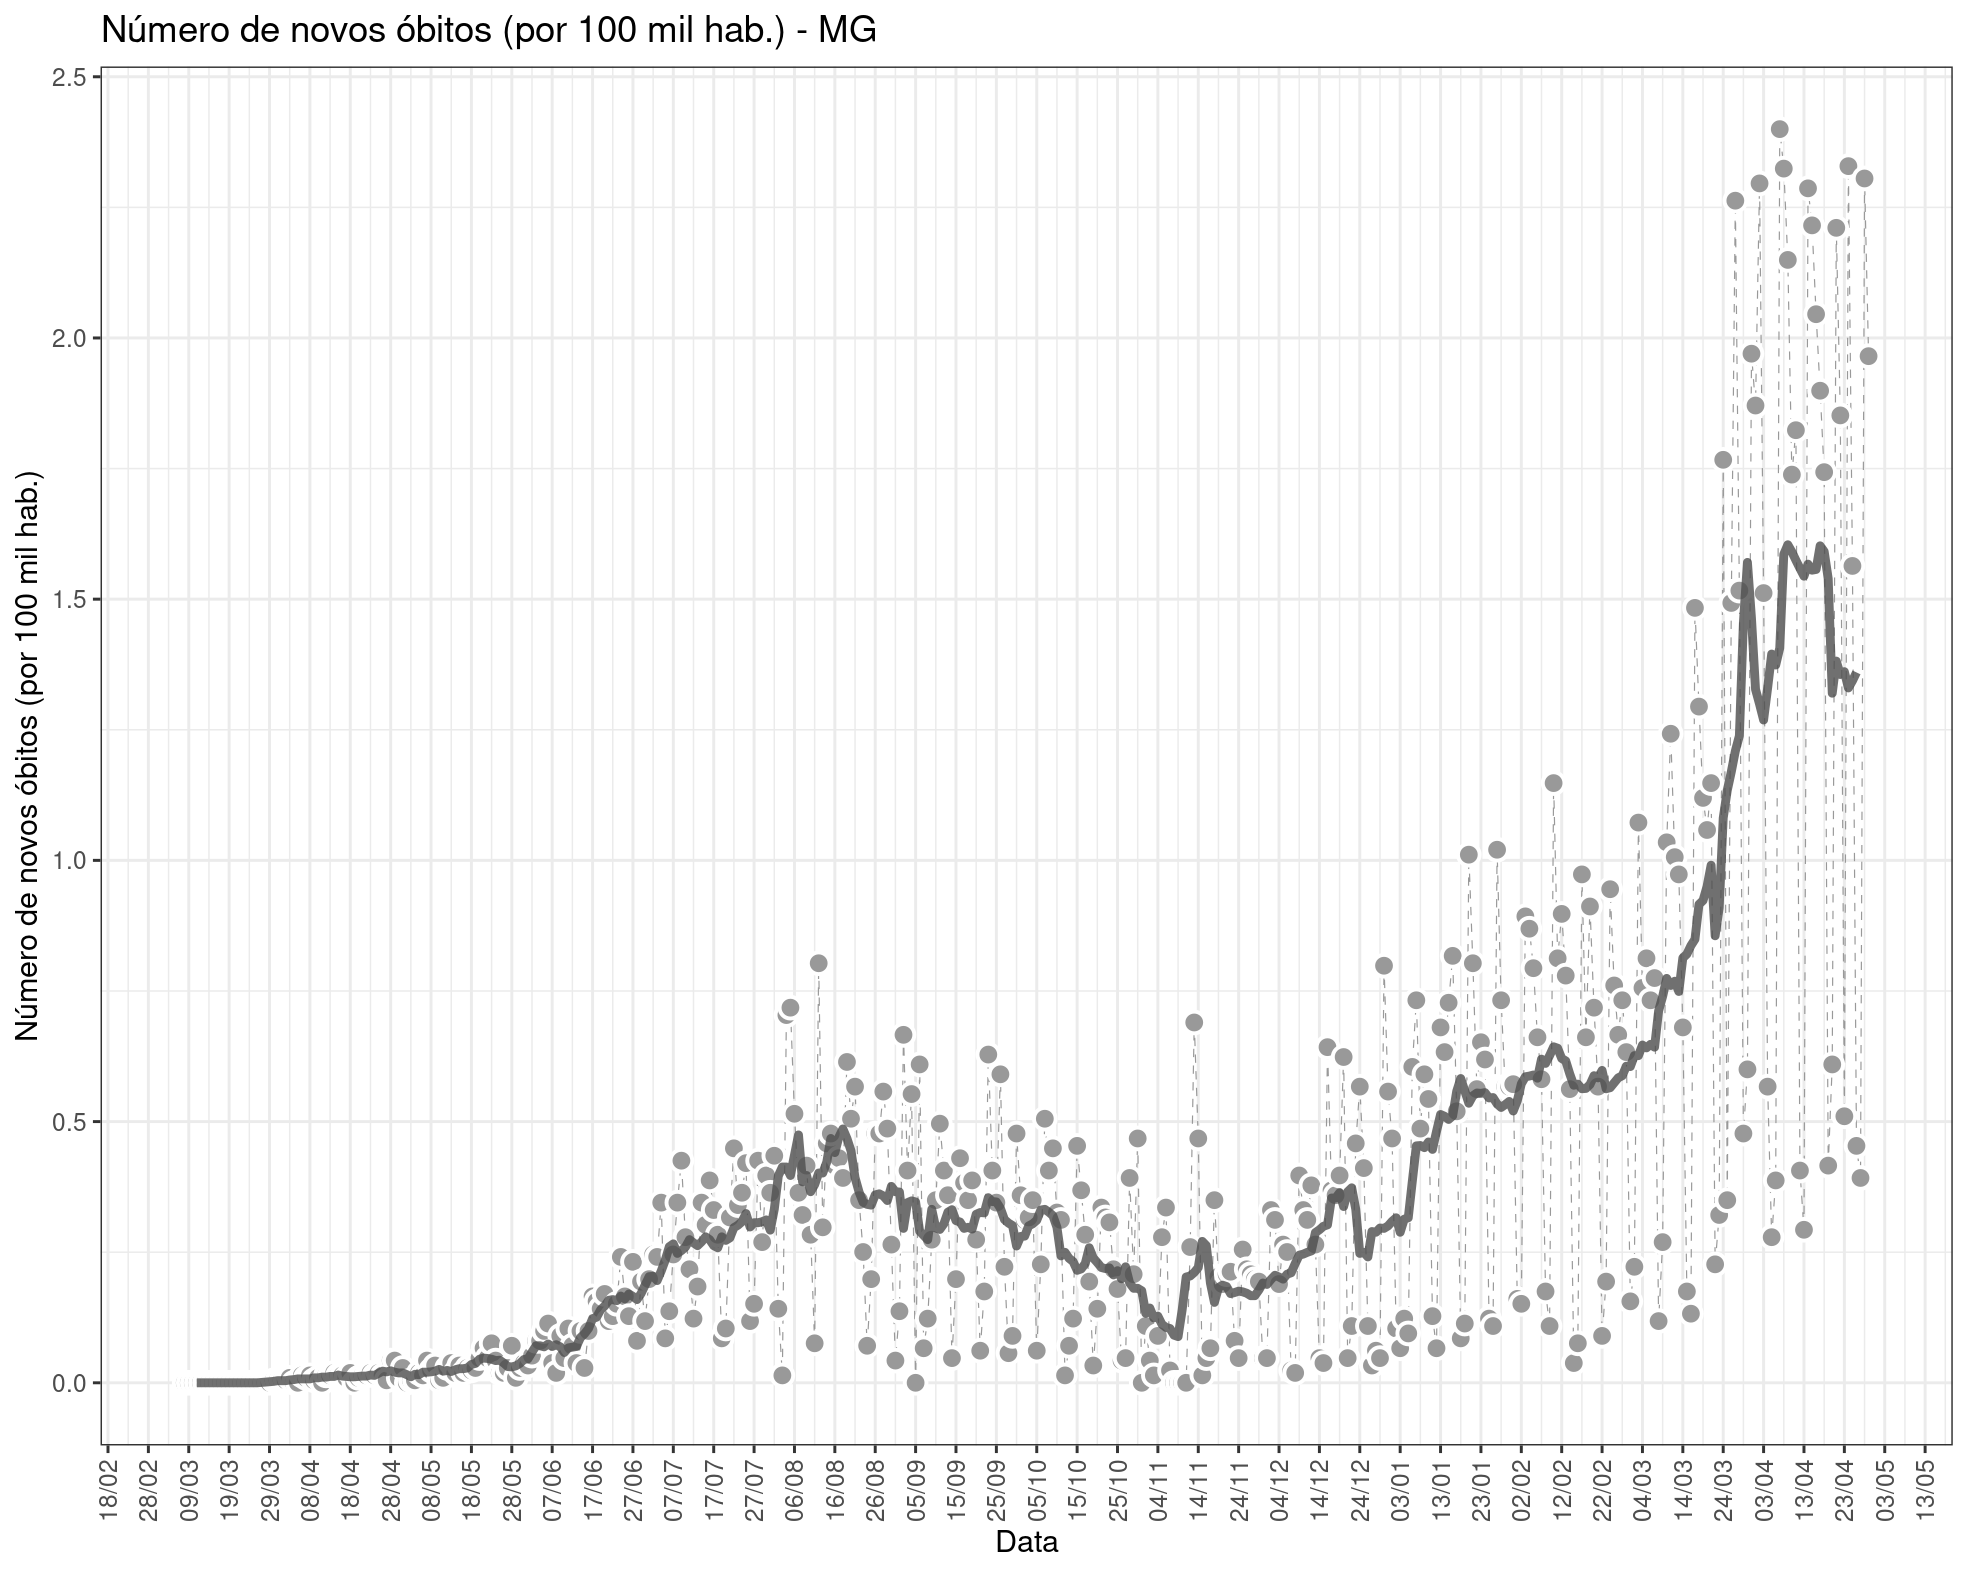 Número de novos óbitos (por 100 mil hab.) - MG
Número de novos óbitos (por 100 mil hab.)
2.5
2.0
1.5
1.0
0.5
0.0
18/02 28/02 09/03 19/03 29/03 08/04 18/04 28/04 08/05 18/05 28/05 07/06 17/06 27/06 07/07 17/07 27/07 06/08 16/08 26/08 05/09 15/09 25/09 05/10 15/10 25/10 04/11 14/11 24/11 04/12 14/12 24/12 03/01 13/01 23/01 02/02 12/02 22/02 04/03 14/03 24/03 03/04 13/04 23/04 03/05 13/05
Data